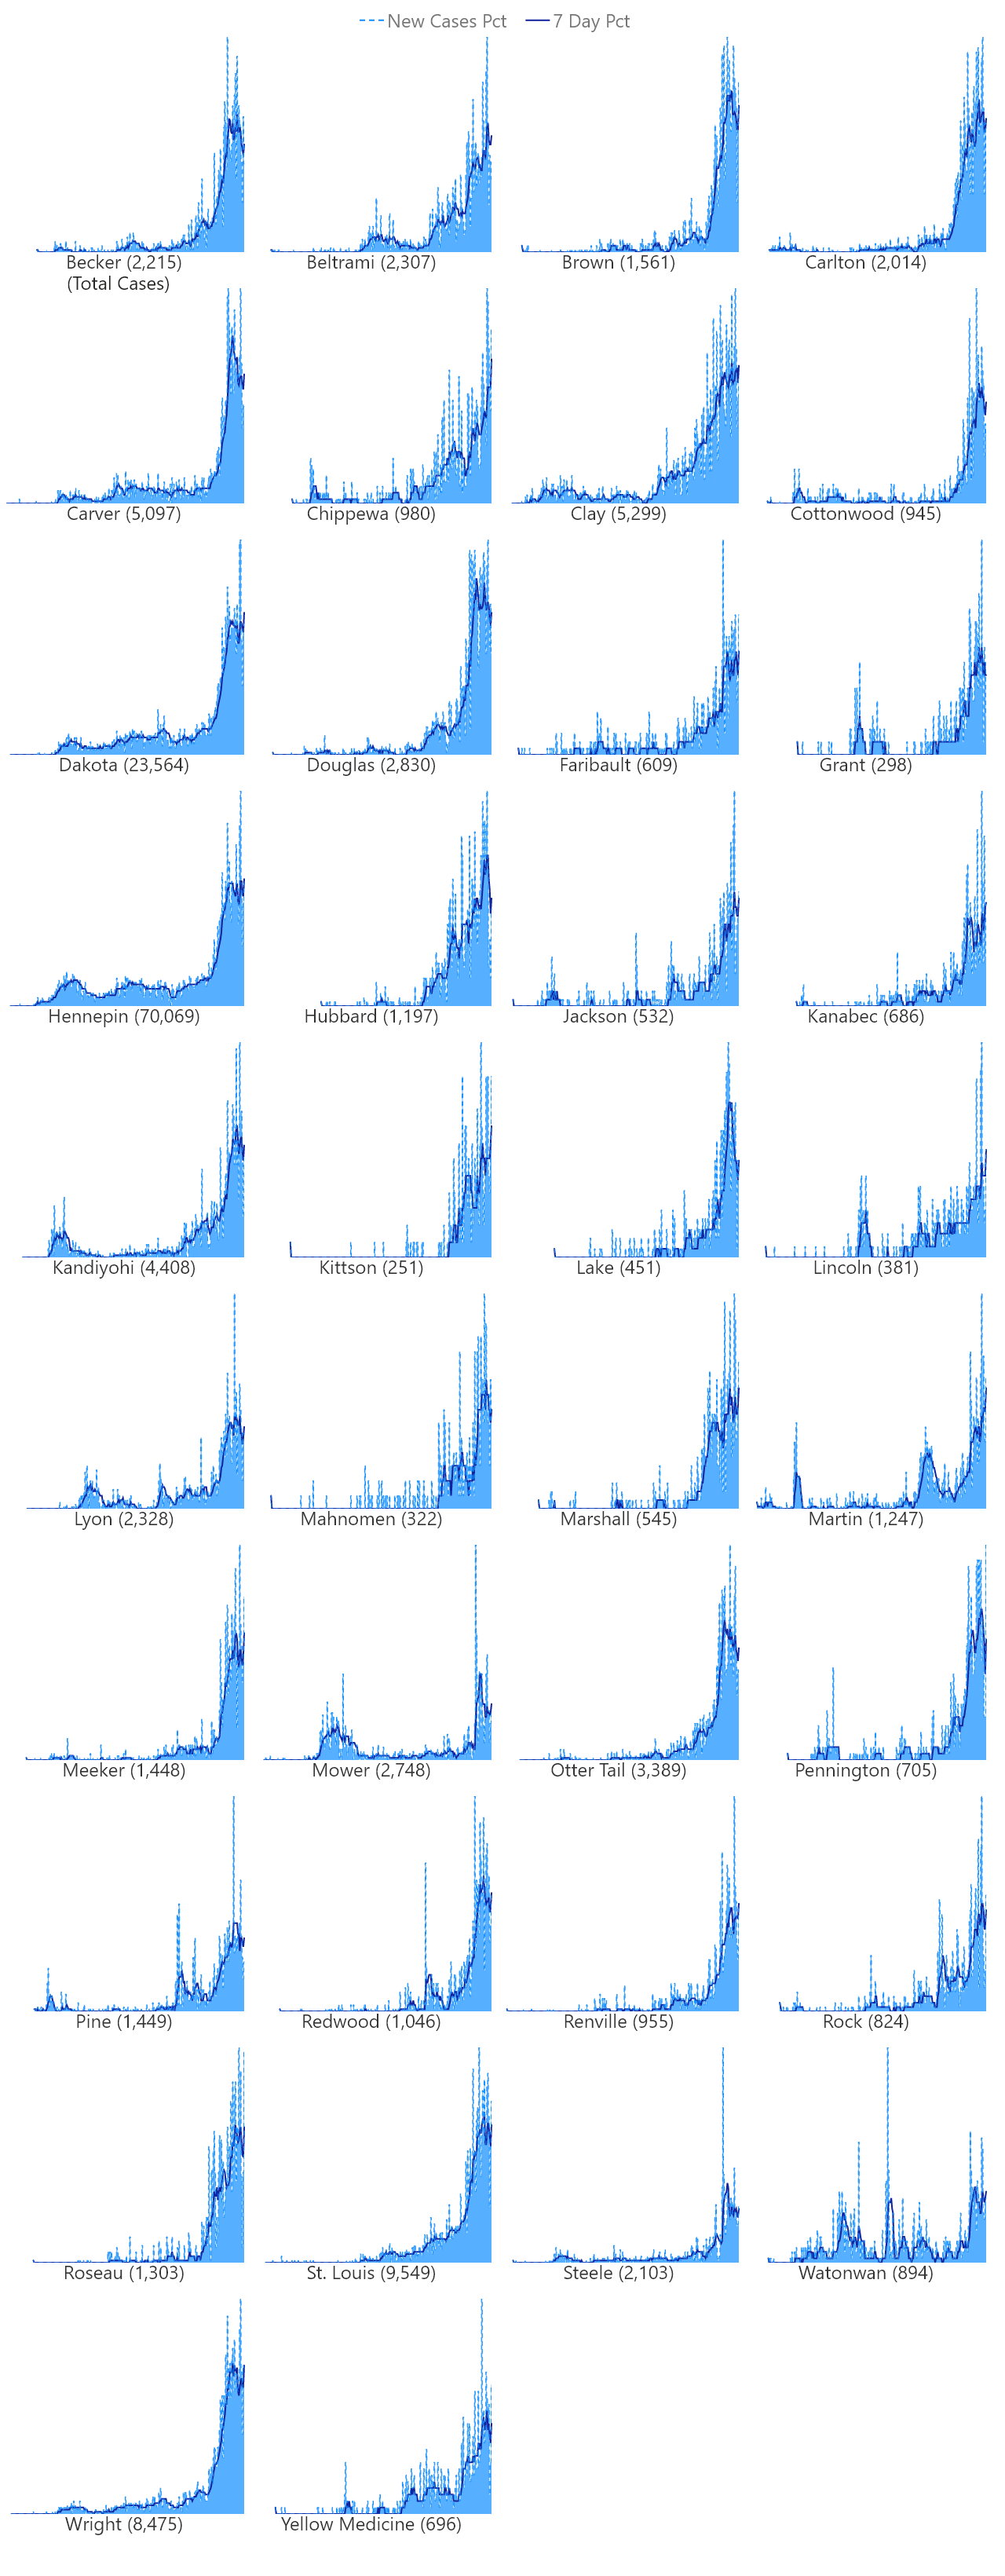 New Cases Pct 7 Day Pct
Becker (2,215) Beltrami (2,307) Brown (1,561) Carlton (2,014)
(Total Cases)
Carver (5,097) Chippewa (980) Clay (5,299) Cottonwood (945)
Dakota (23,564) Douglas (2,830) Faribault (609) Grant (298)
Hennepin (70,069) Hubbard (1,197) Jackson (532) Kanabec (686)
Kandiyohi (4,408) Kittson (251) Lake (451) Lincoln (381)
Lyon (2,328) Mahnomen (322) Marshall (545) Martin (1,247)
Meeker (1,448) Mower (2,748) Otter Tail (3,389) Pennington (705)
Pine (1,449) Redwood (1,046) Renville (955) Rock (824)
Roseau (1,303) St. Louis (9,549) Steele (2,103) Watonwan (894)
Wright (8,475) Yellow Medicine (696)